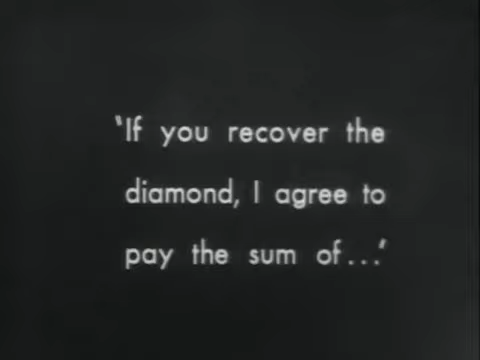 'If you recover the
diamond, I agree to
pay the sum of...'